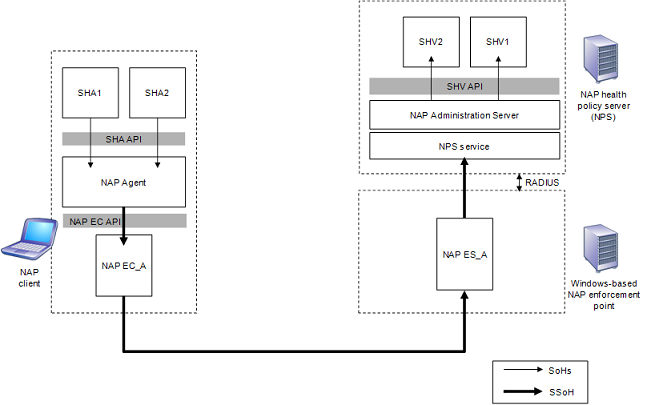 SHV2
SHV1
SHV API
NAP Administration Server
NPS service
NAP health
policy server
(NPS)
SHA1
SHA2
SHA API
NAP Agent
NAP EC API
NAP EC_A
NAP
client
RADIUS
NAP ES_A
Windows-based
NAP enforcement
point
SoHs
SSoH